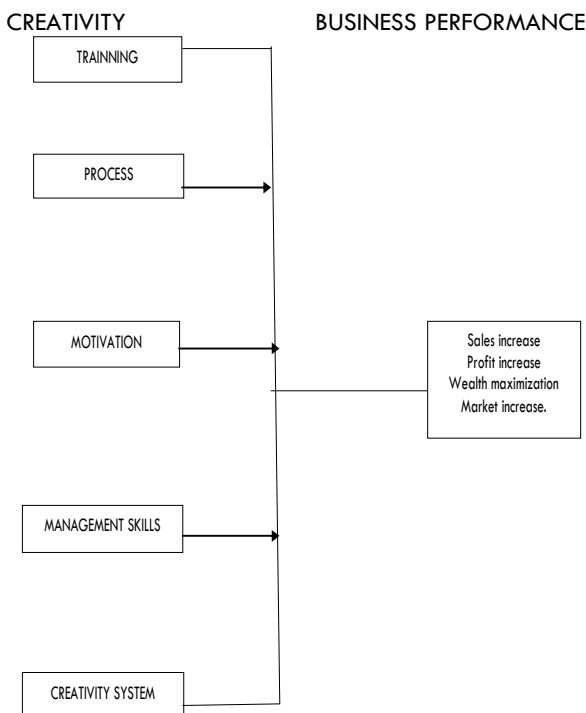 CREATIVITY BUSINESS PERFORMANCE
TRAINNING
PROCESS
MOTIVATION
Sales increase
Profit increase
Wealth maximization
Market increase.
MANAGEMENT SKILLS
CREATIVITY SYSTEM